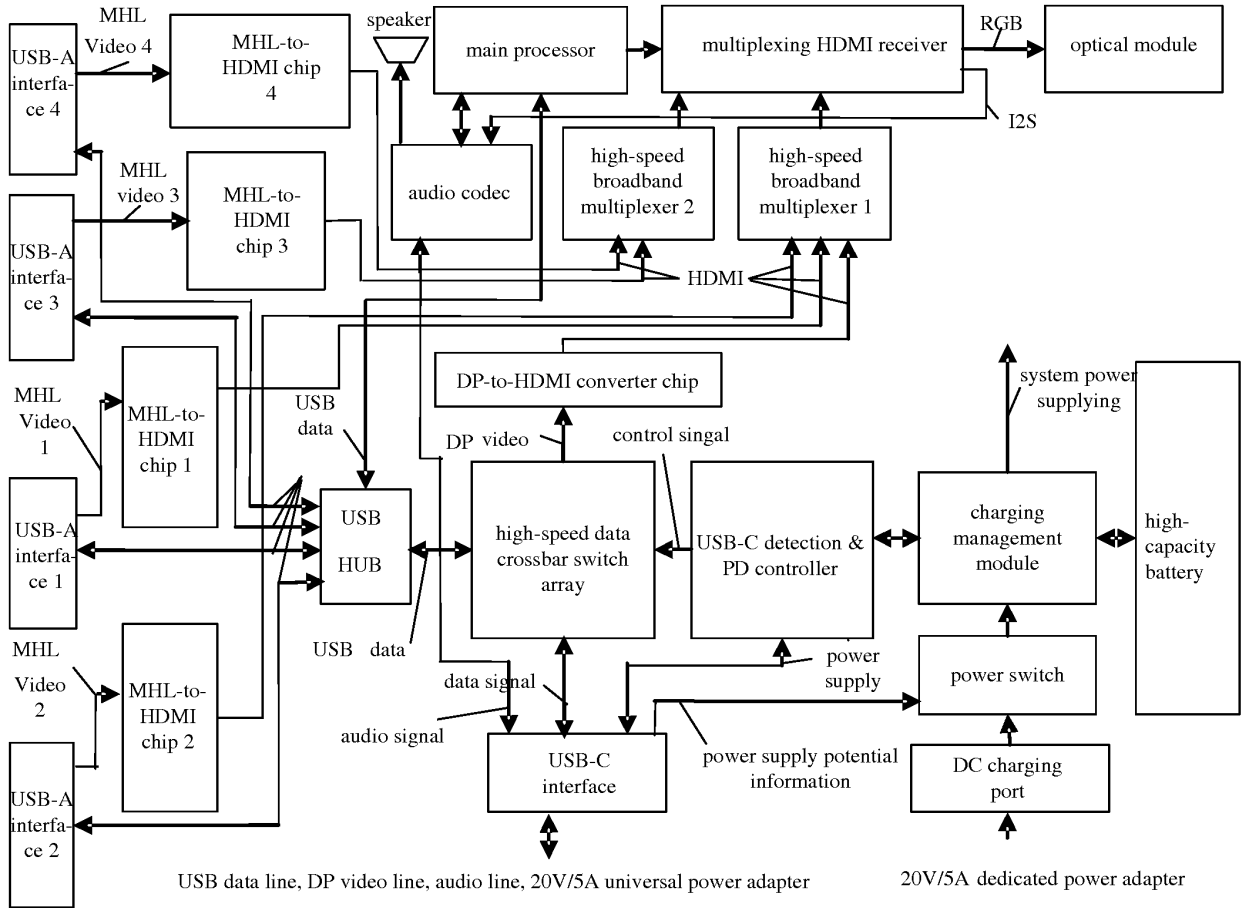 MHL
Video 4
USB-A
interfa-
ce 4
MHL-to-
HDMI chip
4
speaker
main processor
multiplexing HDMI receiver
RGB
optical module
I2S
MHL
video 3
USB-A
interfa-
ce 3
MHL-to-
HDMI
chip 3
audio codec
high-speed
broadband
multiplexer 2
high-speed
broadband
multiplexer 1
HDMI
MHL
Video
1
MHL-to-
HDMI
chip 1
USB
data
DP-to-HDMI converter chip
DP video
control singal
system power
supplying
USB-A
interfa-
ce 1
USB
HUB
high-speed data
crossbar switch
array
USB-C detection &
PD controller
charging
management
module
high-
capacity
battery
USB data
MHL
Video
2
MHL-to-
HDMI
chip 2
data signal
audio signal
power
supply
power switch
USB-A
interfa-
ce 2
USB-C
interface
power supply potential
information
DC charging
port
USB data line, DP video line, audio line, 20V/5A universal power adapter
20V/5A dedicated power adapter